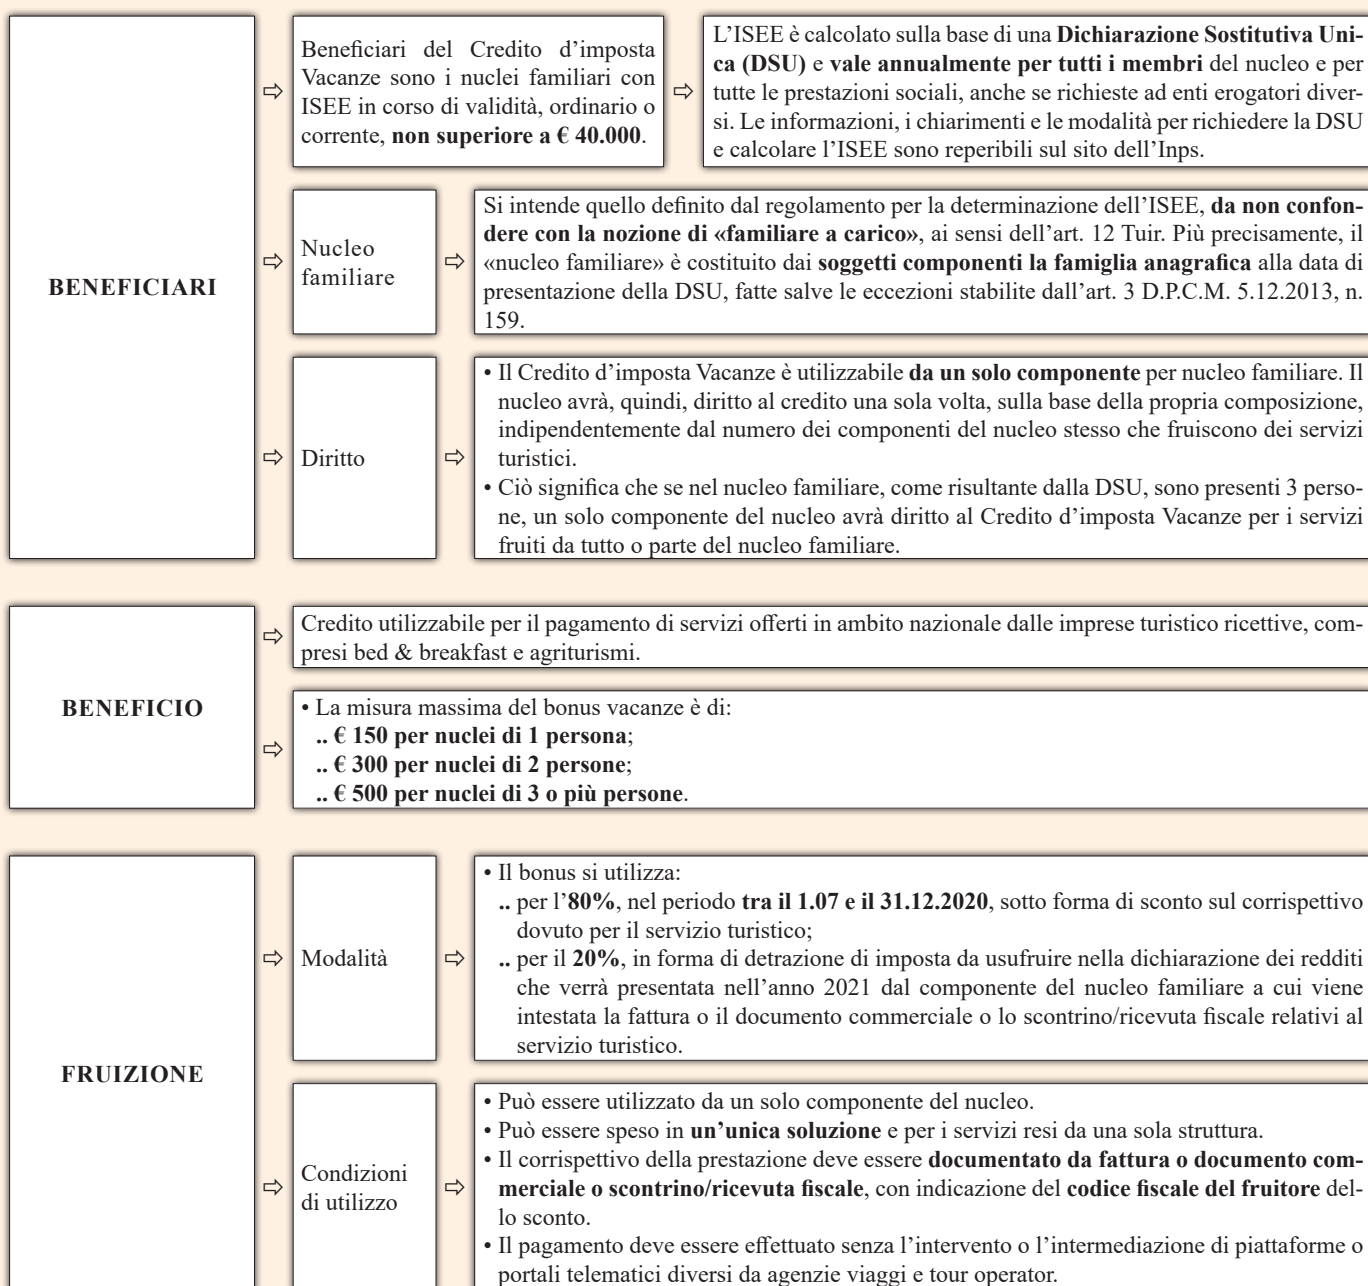 BENEFICIARI
⇨
Beneficiari del Credito d’imposta
Vacanze sono i nuclei familiari con
ISEE in corso di validità, ordinario o
corrente, non superiore a € 40.000.
⇨
L’ISEE è calcolato sulla base di una Dichiarazione Sostitutiva Uni-
ca (DSU) e vale annualmente per tutti i membri del nucleo e per
tutte le prestazioni sociali, anche se richieste ad enti erogatori diver-
si. Le informazioni, i chiarimenti e le modalità per richiedere la DSU
e calcolare l’ISEE sono reperibili sul sito dell’Inps.
⇨
Nucleo
familiare
⇨
Si intende quello definito dal regolamento per la determinazione dell’ISEE, da non confon-
dere con la nozione di «familiare a carico», ai sensi dell’art. 12 Tuir. Più precisamente, il
«nucleo familiare» è costituito dai soggetti componenti la famiglia anagrafica alla data di
presentazione della DSU, fatte salve le eccezioni stabilite dall’art. 3 D.P.C.M. 5.12.2013, n.
159.
⇨
Diritto
⇨
• Il Credito d’imposta Vacanze è utilizzabile da un solo componente per nucleo familiare. Il
nucleo avrà, quindi, diritto al credito una sola volta, sulla base della propria composizione,
indipendentemente dal numero dei componenti del nucleo stesso che fruiscono dei servizi
turistici.
• Ciò significa che se nel nucleo familiare, come risultante dalla DSU, sono presenti 3 perso-
ne, un solo componente del nucleo avrà diritto al Credito d’imposta Vacanze per i servizi
fruiti da tutto o parte del nucleo familiare.
BENEFICIO
⇨
Credito utilizzabile per il pagamento di servizi offerti in ambito nazionale dalle imprese turistico ricettive, com-
presi bed & breakfast e agriturismi.
⇨
• La misura massima del bonus vacanze è di:
.. € 150 per nuclei di 1 persona;
.. € 300 per nuclei di 2 persone;
.. € 500 per nuclei di 3 o più persone.
FRUIZIONE
⇨
Modalità
⇨
• Il bonus si utilizza:
.. per l’80%, nel periodo tra il 1.07 e il 31.12.2020, sotto forma di sconto sul corrispettivo
dovuto per il servizio turistico;
.. per il 20%, in forma di detrazione di imposta da usufruire nella dichiarazione dei redditi
che verrà presentata nell’anno 2021 dal componente del nucleo familiare a cui viene
intestata la fattura o il documento commerciale o lo scontrino/ricevuta fiscale relativi al
servizio turistico.
⇨
Condizioni
di utilizzo
⇨
• Può essere utilizzato da un solo componente del nucleo.
• Può essere speso in un’unica soluzione e per i servizi resi da una sola struttura.
• Il corrispettivo della prestazione deve essere documentato da fattura o documento com-
merciale o scontrino/ricevuta fiscale, con indicazione del codice fiscale del fruitore del-
lo sconto.
• Il pagamento deve essere effettuato senza l’intervento o l’intermediazione di piattaforme o
portali telematici diversi da agenzie viaggi e tour operator.